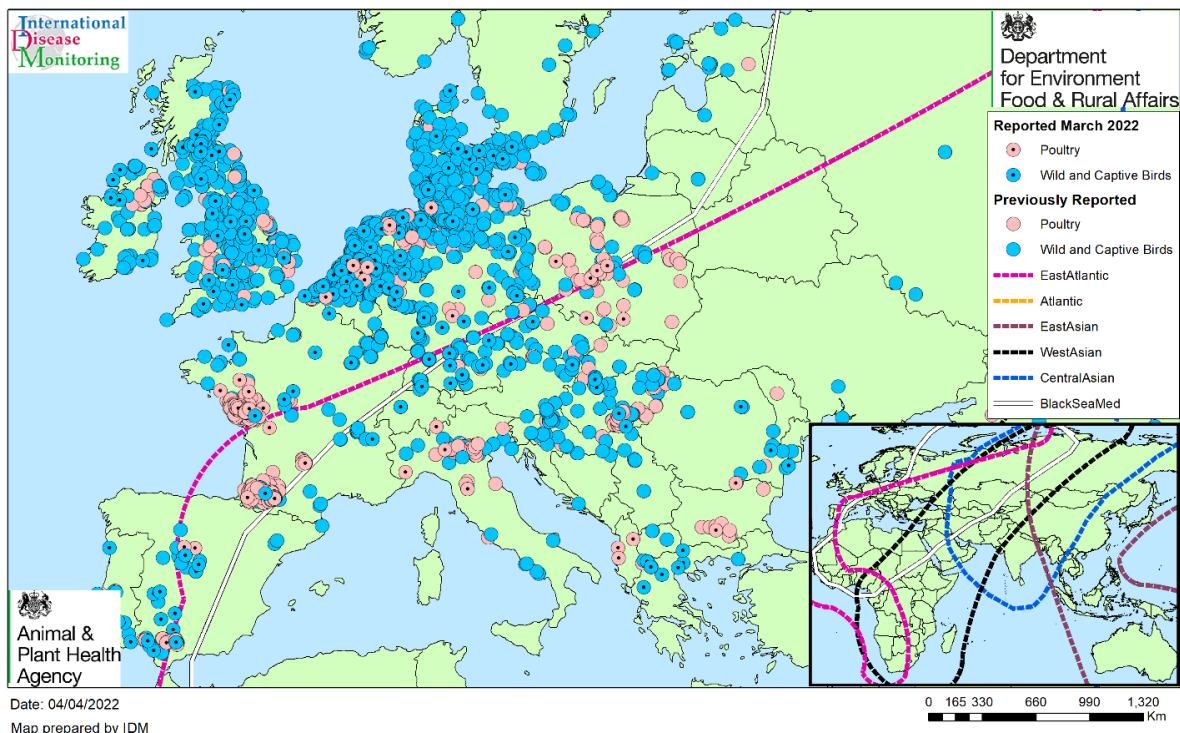 International
Disease
Monitoring
Department
for Environment
Food & Rural Affairs
Reported March 2022
Poultry
Wild and Captive Birds
Previously Reported
Poultry
Wild and Captive Birds
EastAtlantic
Atlantic
EastAsian
WestAsian
CentralAsian
BlackSeaMed
Animal &
Plant Health
Agency
Date: 04/04/2022
Map prepared by IDM
0 165 330 660 990 1,320
Km